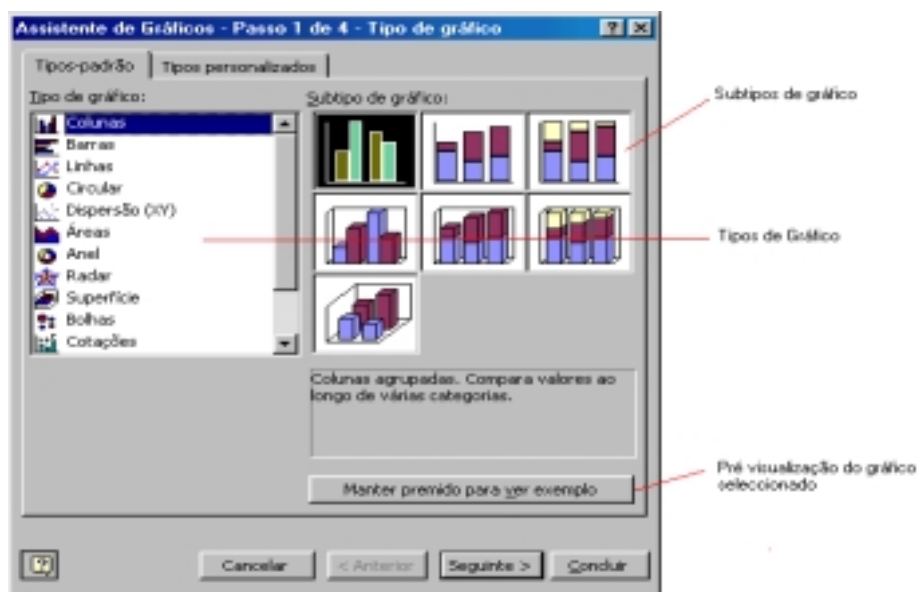 Assistente de Gráficos - Passo 1 de 4 - Tipo de gráfico
Tipos-padrão
Tipos personalizados
Tipo de gráfico:
Colunas
Barras
Linhas
Circular
Dispersão (XY)
Áreas
Anel
Radar
Superfície
Bolhas
Cotações
Subtipo de gráfico:
Colunas agrupadas. Compara valores ao
longo de várias categorias.
Manter premido para ver exemplo
Cancelar
< Anterior
Seguinte >
Concluir
Subtipos de gráfico
Tipos de Gráfico
Pré visualização do gráfico
seleccionado